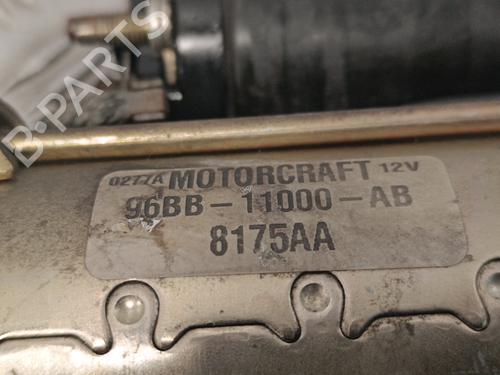 B-PARTS
0277A MOTORCRAFT 12V
96BB-11000-AB
8175AA